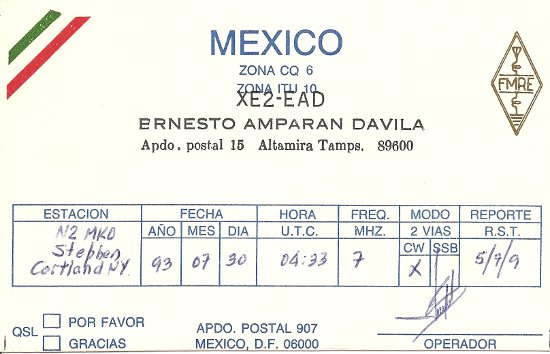 MEXICO
ZONA CQ 6
ZONA ITU 10
XE2-EAD
FMRE
ERNESTO AMPARAN DAVILA
Apdo. postal 15 Altamira Tamps. 89600
ESTACION FECHA HORA FREQ. MODO REPORTE
AÑO MES DIA U.T.C. MHZ. 2 VIAS R.S.T.
CW SSB
N2 MKD
Stephen
Cortland NY.
93 07 30 04:33 7 X 5/7/9
QSL POR FAVOR
GRACIAS
APDO. POSTAL 907
MEXICO, D.F. 06000
OPERADOR